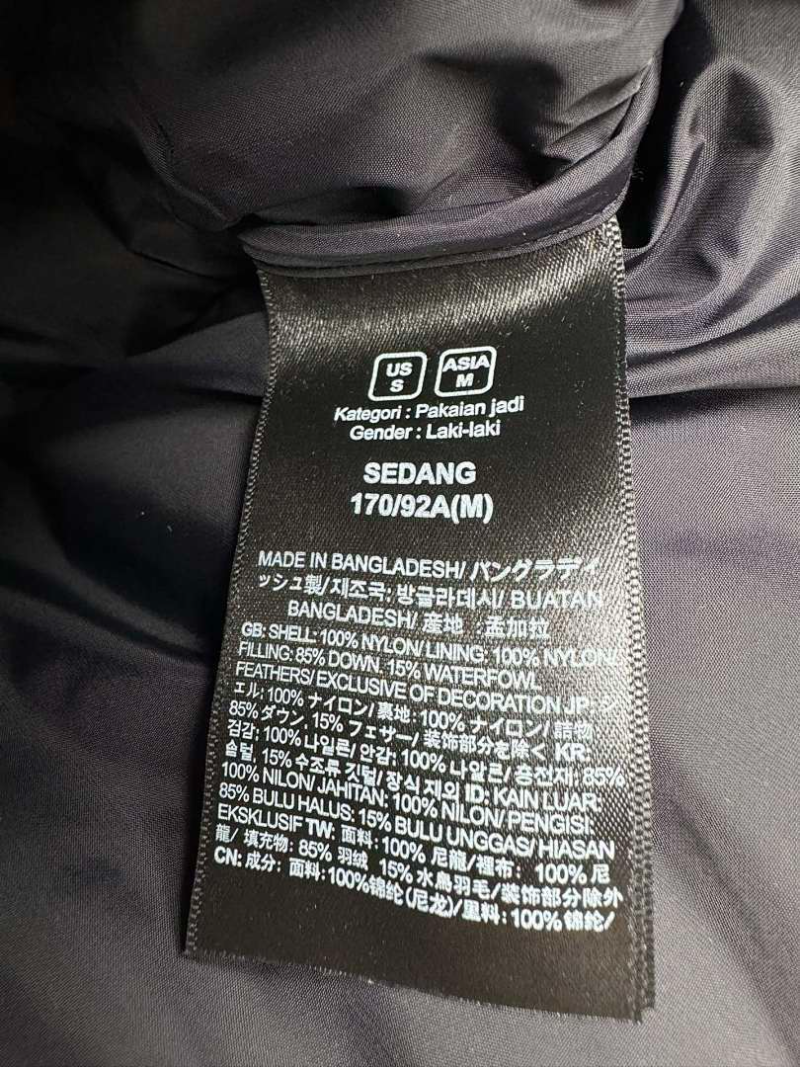 US S
ASIA M
Kategori : Pakaian jadi
Gender : Laki-laki
SEDANG
170/92A(M)
MADE IN BANGLADESH/ バングラディ
ッシュ製/제조국: 방글라데시/ BUATAN
BANGLADESH/ 産地 孟加拉
GB: SHELL: 100% NYLON/ LINING: 100% NYLON/
FILLING: 85% DOWN, 15% WATERFOWL
FEATHERS/ EXCLUSIVE OF DECORATION JP: シ
ェル: 100% ナイロン/ 裏地: 100% ナイロン/ 詰物
85% ダウン, 15% フェザー/ 装飾部分を除く KR:
겉감: 100% 나일론/ 안감: 100% 나일론/ 충전재: 85%
솜털, 15% 수조류 깃털/ 장식 제외 ID: KAIN LUAR:
100% NILON/ JAHITAN: 100% NILON/ PENGISI:
85% BULU HALUS: 15% BULU UNGGAS/ HIASAN
EKSKLUSIF TW: 面料: 100% 尼龍/裡布: 100% 尼
龍/ 填充物: 85% 羽絨 15% 水鳥羽毛/裝飾部分除外
CN: 成分: 面料:100%锦纶(尼龙)/里料:100%锦纶/